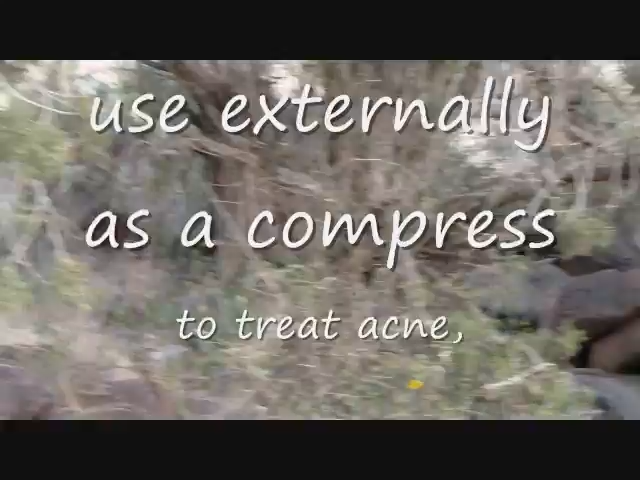 use externally
as a compress
to treat acne,